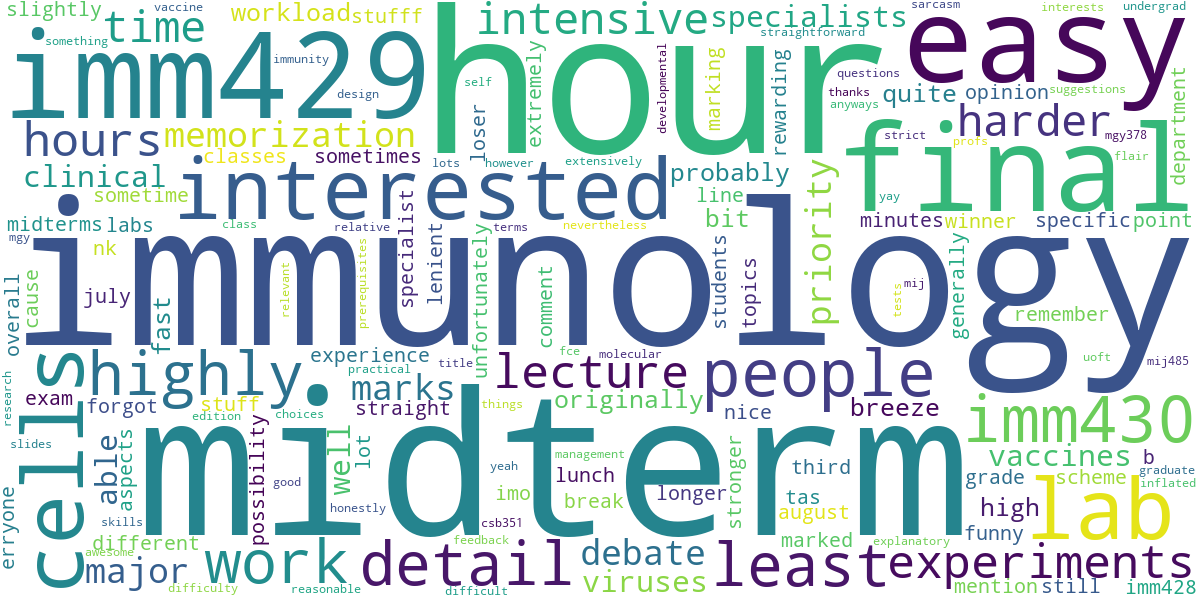 slightly
vaccine
workload
stufff
intensive
specialists
sarcasm
interests
undergrad
time
something
imm429
immunity
design
hour
self
extremely
developmental
marking
straightforward
rewarding
questions
thanks
anyways
quite
opinion
easy
suggestions
department
hours
memorization
classes
sometimes
loser
lots
however
extensively
strict
harder
mgy378
profs
flair
clinical
sometime
interested
probably
line
bit
priority
final
yay
midterms
labs
class
relative
terms
nevertheless
minutes
winner
specific
point
mgy
nk
immunology
july
overall
cause
fast
relevant
prerequisites
specialist
lenient
unfortunately
comment
students
topics
tests
mij
generally
remember
experience
practical
title
fce
molecular
uoft
mij485
cells
highly
marks
lecture
people
research
exam
forgot
stuff
edition
choices
straight
things
originally
nice
breeze
imm430
slides
able
aspects
possibility
well
lot
midterm
management
yeah
lunch
good
honestly
imo
break
longer
csb351
stronger
third
tas
august
vaccines
b
grade
scheme
graduate
inflated
high
lab
funny
skills
erryone
different
awesome
major
work
difficulty
reasonable
detail
feedback
difficult
debate
viruses
marked
explanatory
least
experiments
mention
still
imm428